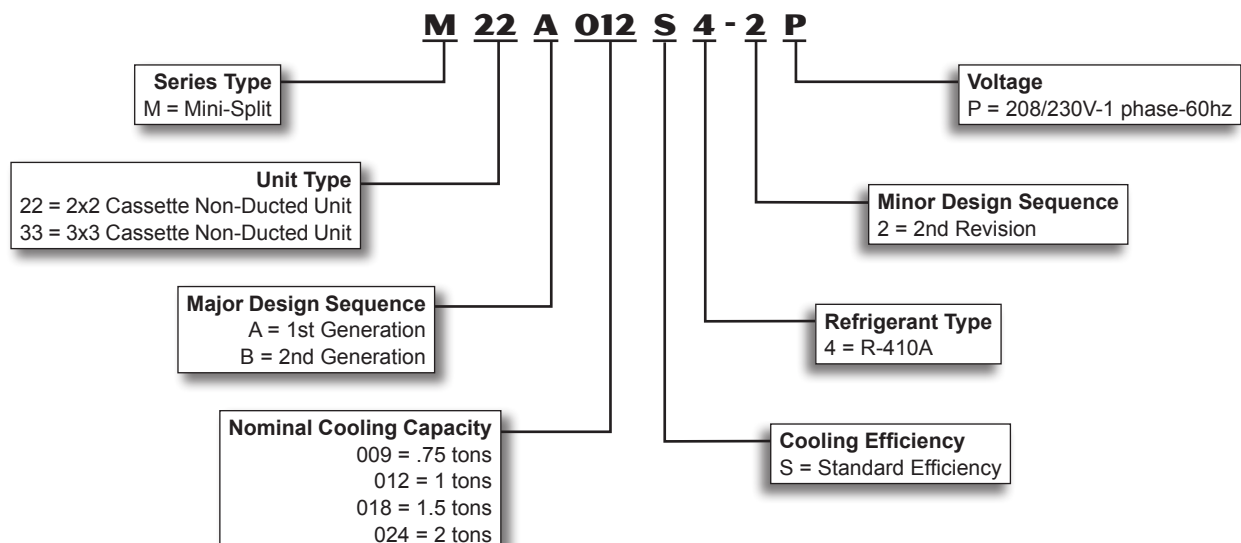 M 22 A 012 S 4 - 2 P
Series Type
M = Mini-Split
Voltage
P = 208/230V-1 phase-60hz
Unit Type
22 = 2x2 Cassette Non-Ducted Unit
33 = 3x3 Cassette Non-Ducted Unit
Minor Design Sequence
2 = 2nd Revision
Major Design Sequence
A = 1st Generation
B = 2nd Generation
Refrigerant Type
4 = R-410A
Nominal Cooling Capacity
009 = .75 tons
012 = 1 tons
018 = 1.5 tons
024 = 2 tons
Cooling Efficiency
S = Standard Efficiency